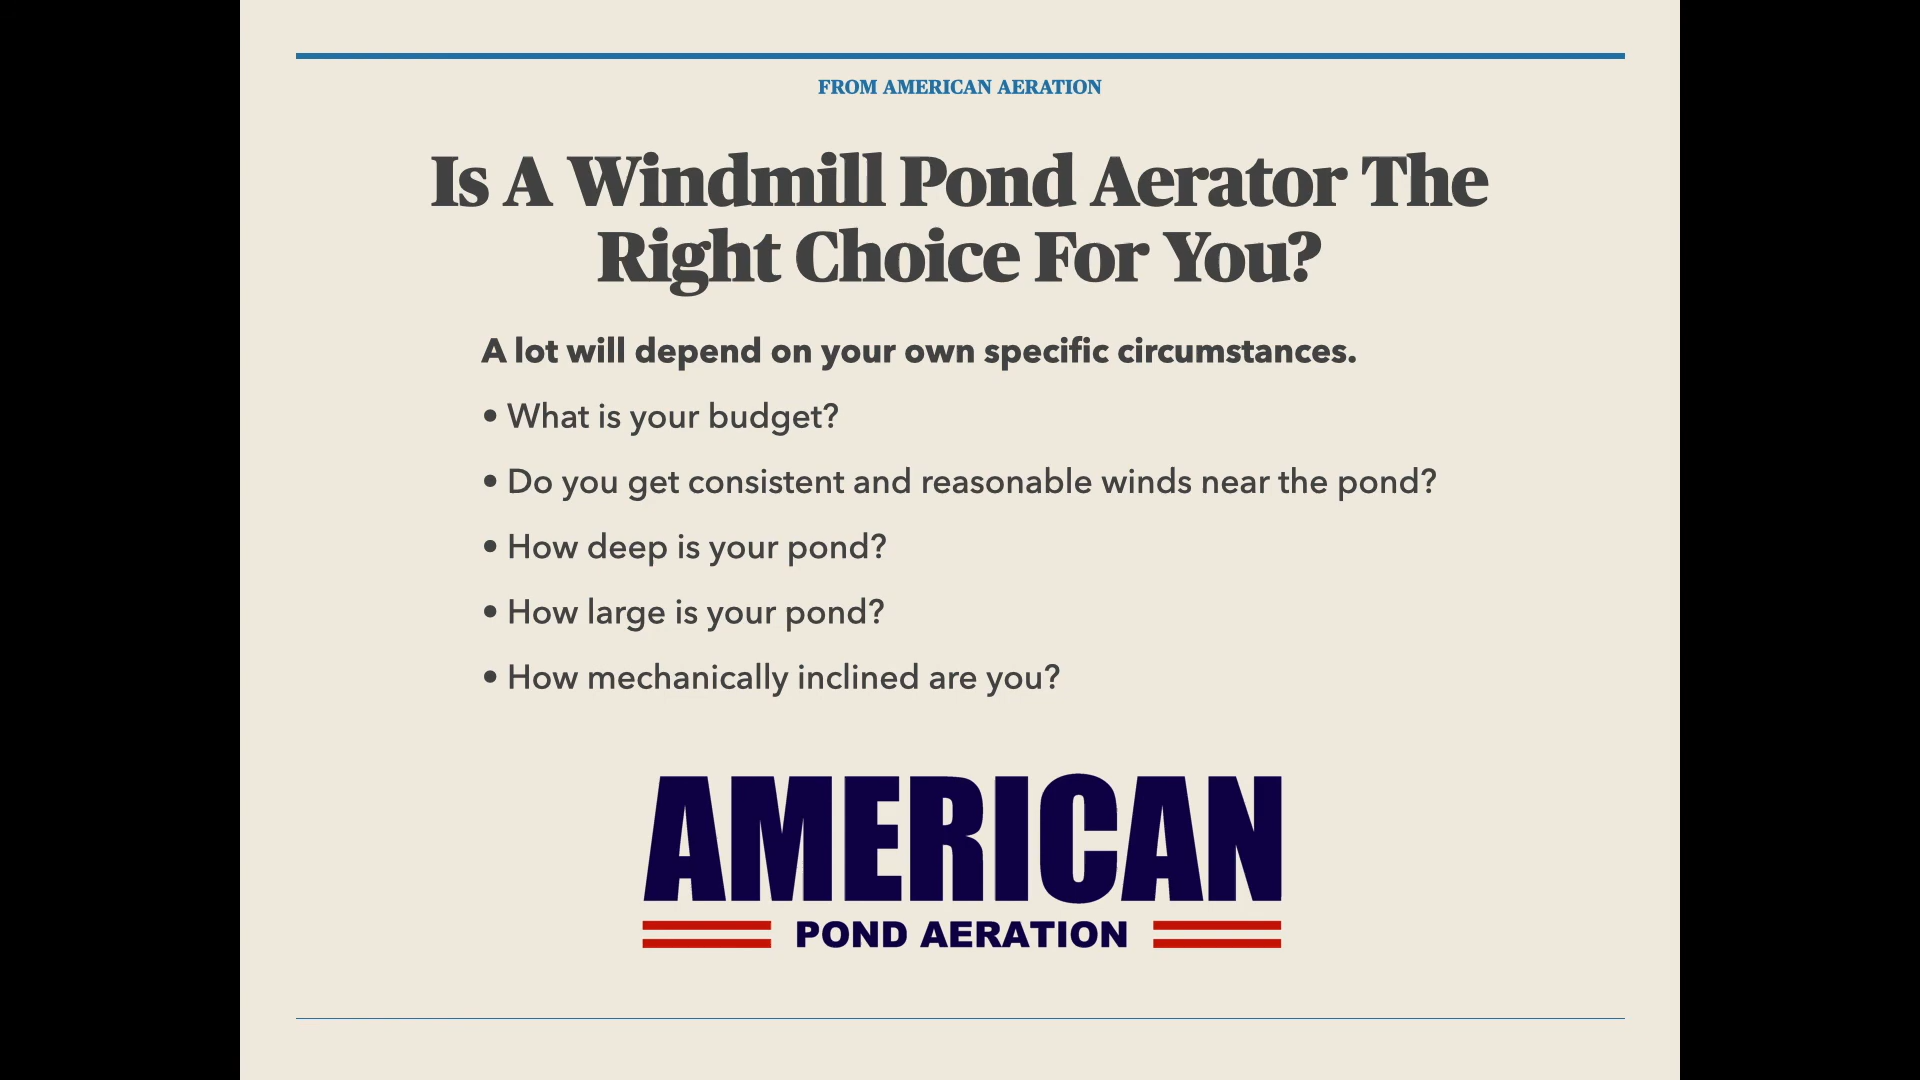 FROM AMERICAN AERATION
Is A Windmill Pond Aerator The
Right Choice For You?
A lot will depend on your own specific circumstances.
• What is your budget?
• Do you get consistent and reasonable winds near the pond?
• How deep is your pond?
• How large is your pond?
• How mechanically inclined are you?
AMERICAN
POND AERATION